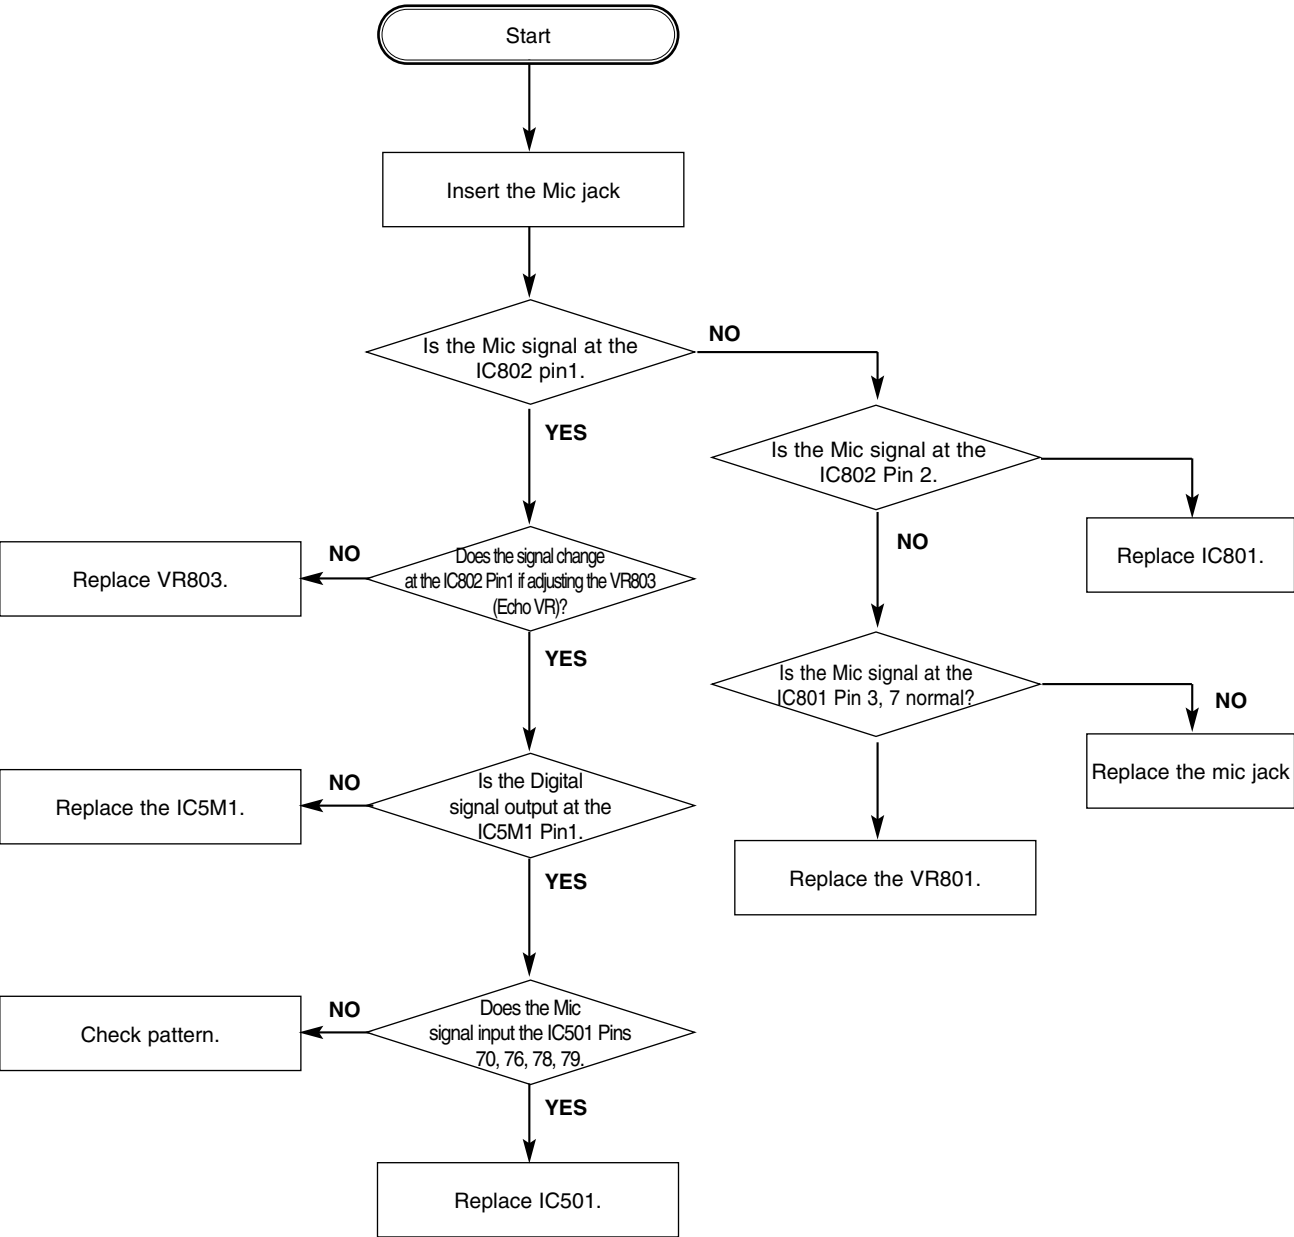 Start
Insert the Mic jack
Is the Mic signal at the
IC802 pin1.
NO
YES
Is the Mic signal at the
IC802 Pin 2.
NO
Replace IC801.
Does the signal change
at the IC802 Pin1 if adjusting the VR803
(Echo VR)?
NO
Replace VR803.
YES
Is the Mic signal at the
IC801 Pin 3, 7 normal?
NO
Replace the mic jack
Replace the VR801.
Is the Digital
signal output at the
IC5M1 Pin1.
NO
Replace the IC5M1.
YES
Does the Mic
signal input the IC501 Pins
70, 76, 78, 79.
NO
Check pattern.
YES
Replace IC501.